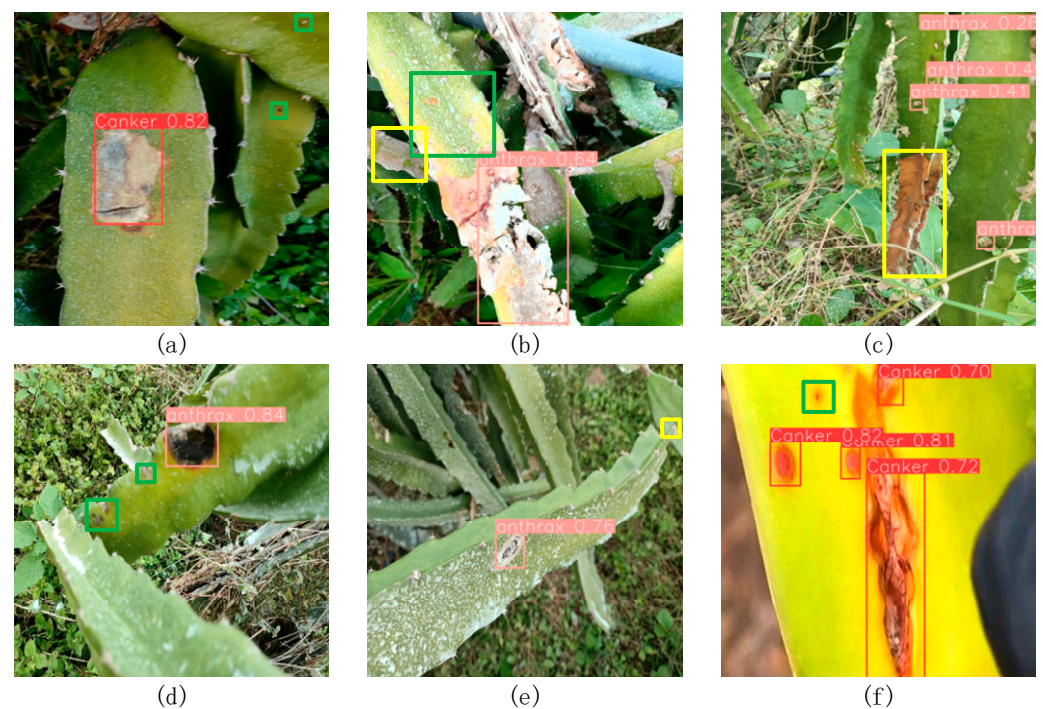 Canker 0.82
anthrax 0.64
anthrax 0.26
anthrax 0.4
anthrax 0.41
anthra
(a)
(b)
(c)
anthrax 0.84
anthrax 0.76
Canker 0.70
Canker 0.82
0.81
Canker 0.72
(d)
(e)
(f)